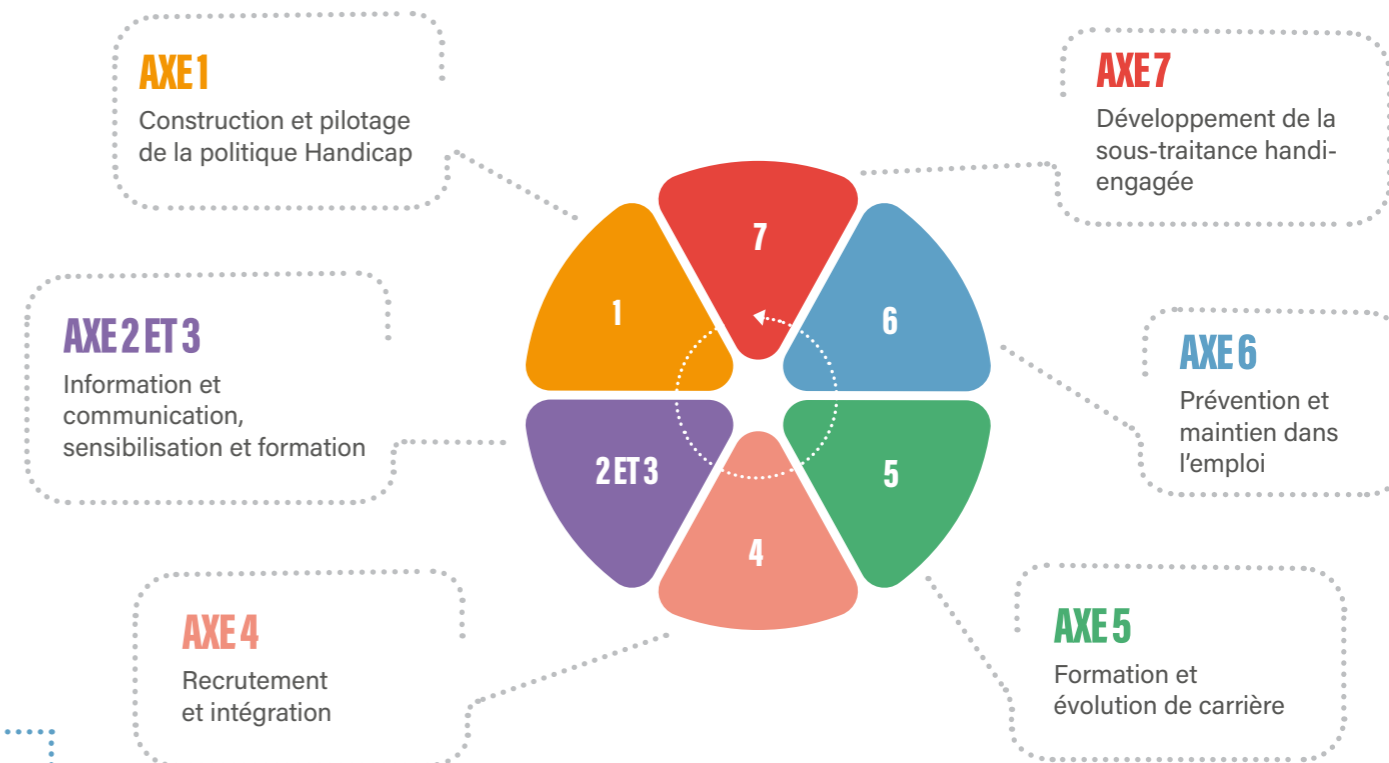 AXE 1
Construction et pilotage
de la politique Handicap
AXE 2 ET 3
Information et
communication,
sensibilisation et formation
AXE 4
Recrutement
et intégration
7
1
6
2 ET 3
5
4
AXE 7
Développement de la
sous-traitance handi-
engagée
AXE 6
Prévention et
maintien dans
l'emploi
AXE 5
Formation et
évolution de carrière